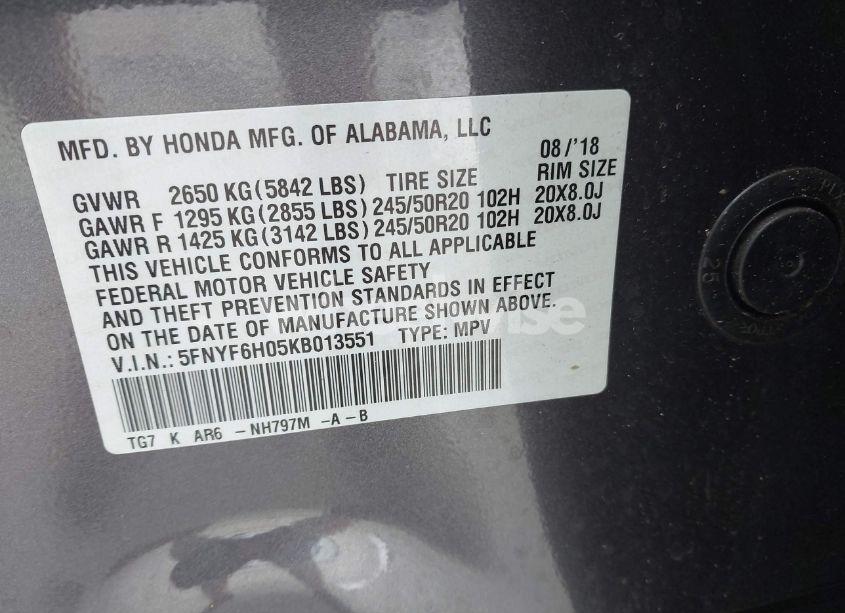 MFD. BY HONDA MFG. OF ALABAMA, LLC 08/'18
GVWR 2650 KG (5842 LBS) TIRE SIZE RIM SIZE
GAWR F 1295 KG (2855 LBS) 245/50R20 102H 20X8.0J
GAWR R 1425 KG (3142 LBS) 245/50R20 102H 20X8.0J
THIS VEHICLE CONFORMS TO ALL APPLICABLE
FEDERAL MOTOR VEHICLE SAFETY
AND THEFT PREVENTION STANDARDS IN EFFECT
ON THE DATE OF MANUFACTURE SHOWN ABOVE.
V.I.N.: 5FNYF6H05KB013551 TYPE: MPV
TG7 K AR6 -NH797M -A-B
25